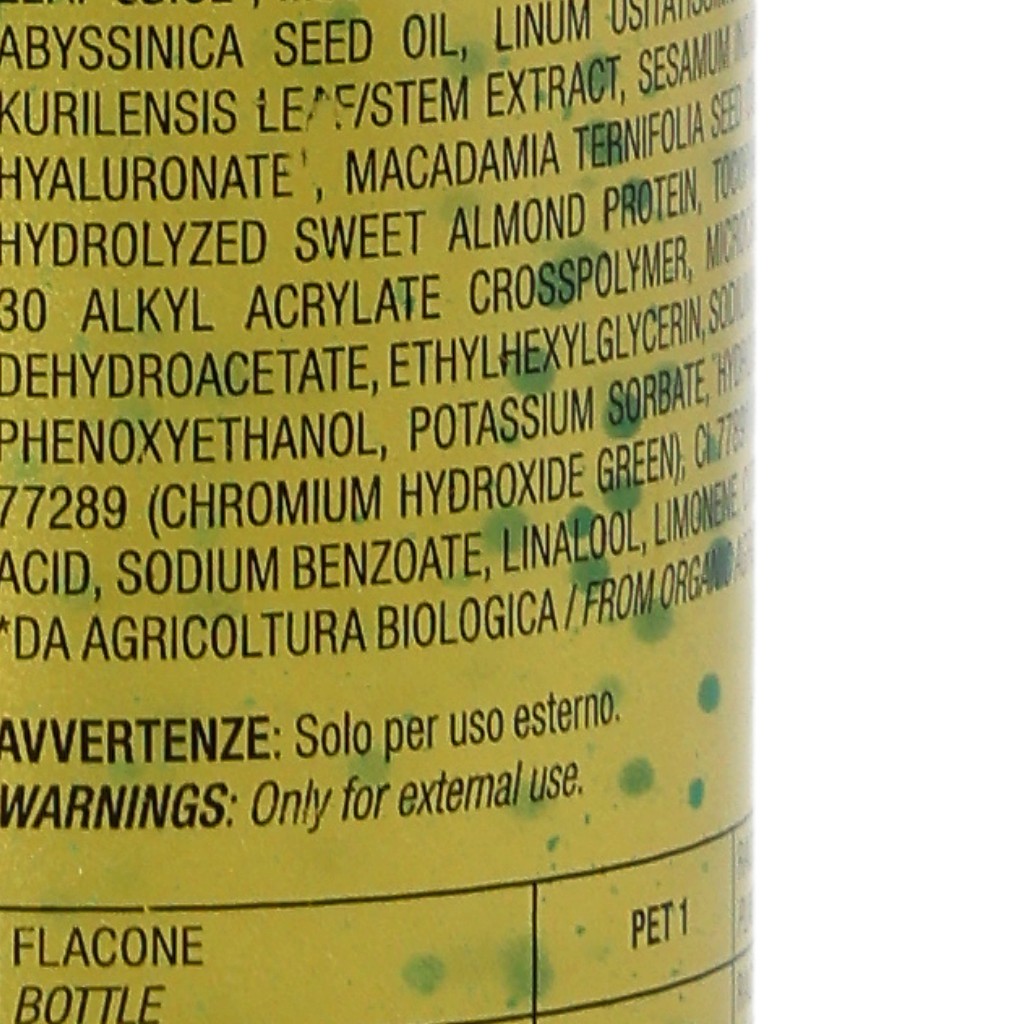 ABYSSINICA SEED OIL, LINUM
KURILENSIS LEAF/STEM EXTRACT, SESAMUM
HYALURONATE, MACADAMIA TERNIFOLIA SEED
HYDROLYZED SWEET ALMOND PROTEIN,
30 ALKYL ACRYLATE CROSSPOLYMER,
DEHYDROACETATE, ETHYLHEXYLGLYCERIN,
PHENOXYETHANOL, POTASSIUM SORBATE,
77289 (CHROMIUM HYDROXIDE GREEN), CI
ACID, SODIUM BENZOATE, LINALOOL, LIMONENE
*DA AGRICOLTURA BIOLOGICA / FROM ORGANIC
AVVERTENZE: Solo per uso esterno.
WARNINGS: Only for external use.
FLACONE
BOTTLE
PET 1